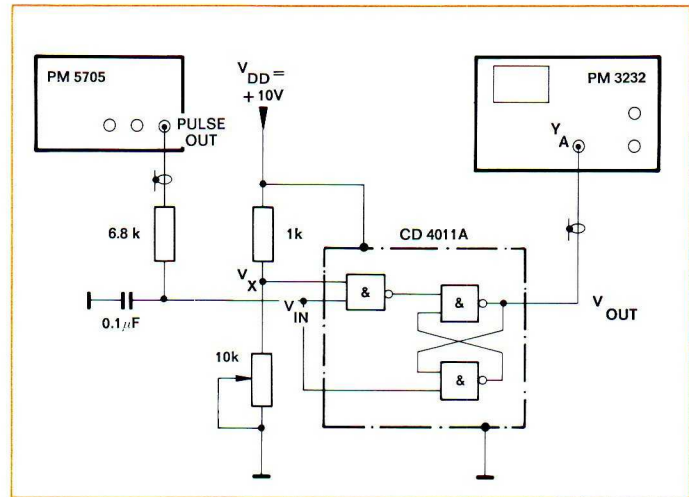 PM 5705
PULSE
OUT
V DD =
+ 10V
PM 3232
Y A
6.8 k
1k
CD 4011A
V X
&
&
V IN
V OUT
0.1µF
10k
&